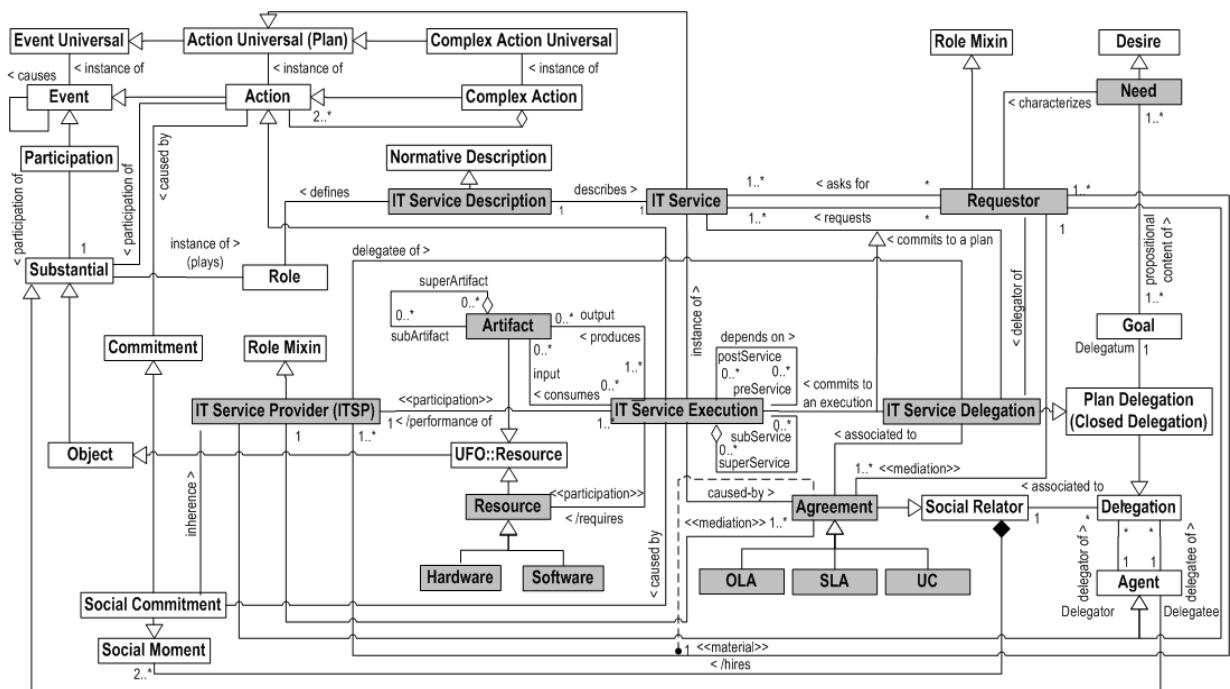 Event Universal
Action Universal (Plan)
Complex Action Universal
Role Mixin
Desire
< instance of
< instance of
< instance of
< causes
Event
Action
Complex Action
2..*
< characterizes
Need
1..*
Participation
< caused by
Normative Description
< participation of
< participation of
< defines
IT Service Description
describes >
1
1
IT Service
1..*
< asks for
*
1..*
< requests
*
Requestor
1..*
1
1
Substantial
instance of >
(plays)
Role
delegatee of >
< commits to a plan
propositional
content of >
superArtifact
0..*
0..*
subArtifact
Artifact
0..*
output
< produces
0..*
input
< consumes
1..*
0..*
instance of >
depends on >
postService
0..*
0..*
preService
< delegator of
1..*
Goal
Delegatum
1
Commitment
Role Mixin
IT Service Provider (ITSP)
1
1..*
<<participation>>
< /performance of
IT Service Execution
1..*
< commits to
an execution
IT Service Delegation
Plan Delegation
(Closed Delegation)
0..*
subService
0..*
superService
< associated to
Object
UFO::Resource
1..*
<<mediation>>
inherence >
<<participation>>
Resource
< /requires
caused-by >
<<mediation>>
1..*
Agreement
Social Relator
1
< associated to
*
Delegation
*
*
Hardware
Software
< caused by
OLA
SLA
UC
delegator of >
1
1
delegatee of >
Agent
Social Commitment
Delegator
Delegatee
Social Moment
2..*
1
<<material>>
< /hires